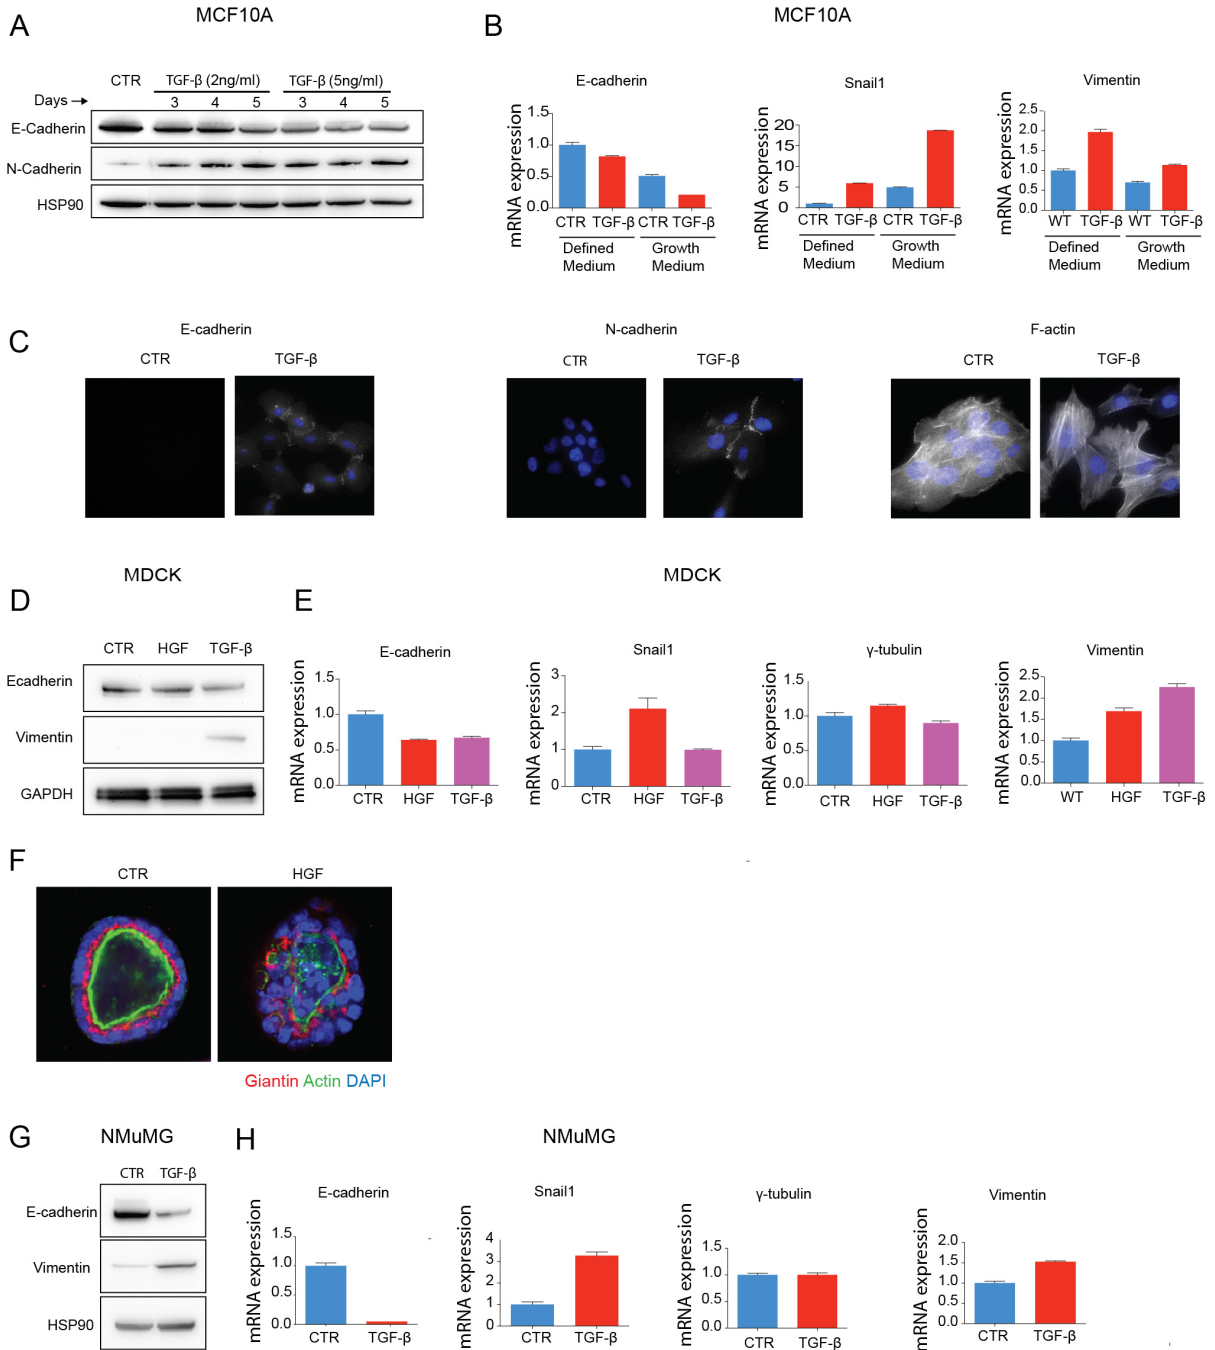 A
MCF10A
CTR TGF-β (2ng/ml) TGF-β (5ng/ml)
Days → 3 4 5 3 4 5
E-Cadherin
N-Cadherin
HSP90
B
MCF10A
E-cadherin
mRNA expression
1.5
1.0
0.5
0.0
CTR TGF-β CTR TGF-β
Defined Medium Growth Medium
Snail1
mRNA expression
20
15
10
5
0
CTR TGF-β CTR TGF-β
Defined Medium Growth Medium
Vimentin
mRNA expression
2.5
2.0
1.5
1.0
0.5
0.0
WT TGF-β WT TGF-β
Defined Medium Growth Medium
C
E-cadherin
CTR TGF-β
N-cadherin
CTR TGF-β
F-actin
CTR TGF-β
D
MDCK
CTR HGF TGF-β
Ecadherin
Vimentin
GAPDH
E
MDCK
E-cadherin
mRNA expression
1.5
1.0
0.5
0.0
CTR HGF TGF-β
Snail1
mRNA expression
3
2
1
0
CTR HGF TGF-β
γ-tubulin
mRNA expression
1.5
1.0
0.5
0.0
CTR HGF TGF-β
Vimentin
mRNA expression
2.5
2.0
1.5
1.0
0.5
0.0
WT HGF TGF-β
F
CTR HGF
Giantin Actin DAPI
G
NMuMG
CTR TGF-β
E-cadherin
Vimentin
HSP90
H
NMuMG
E-cadherin
mRNA expression
1.5
1.0
0.5
0.0
CTR TGF-β
Snail1
mRNA expression
4
3
2
1
0
CTR TGF-β
γ-tubulin
mRNA expression
1.5
1.0
0.5
0.0
CTR TGF-β
Vimentin
mRNA expression
2.0
1.5
1.0
0.5
0.0
CTR TGF-β